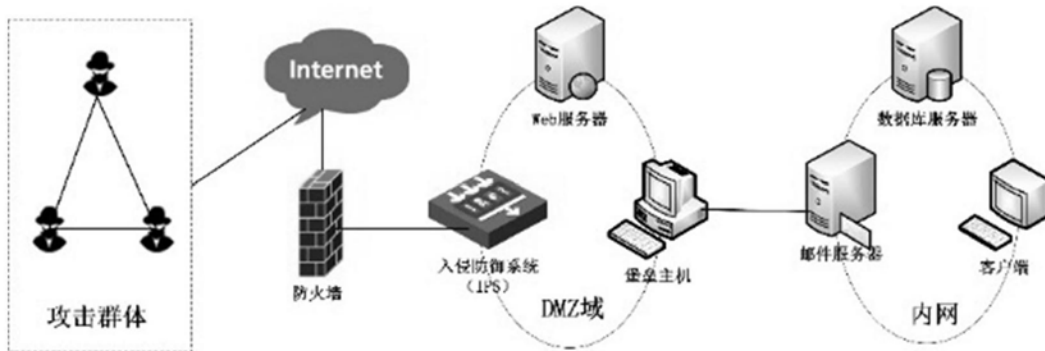 攻击群体
Internet
防火墙
入侵防御系统
(IPS)
Web服务器
堡垒主机
DMZ域
数据库服务器
邮件服务器
客户端
内网